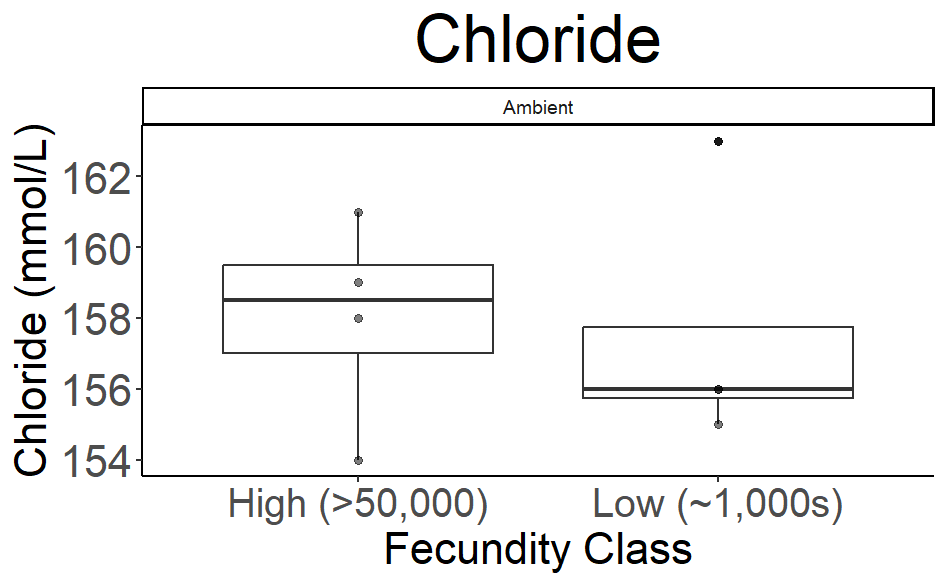 Chloride
Ambient
Chloride (mmol/L)
162
160
158
156
154
High (>50,000)
Low (~1,000s)
Fecundity Class